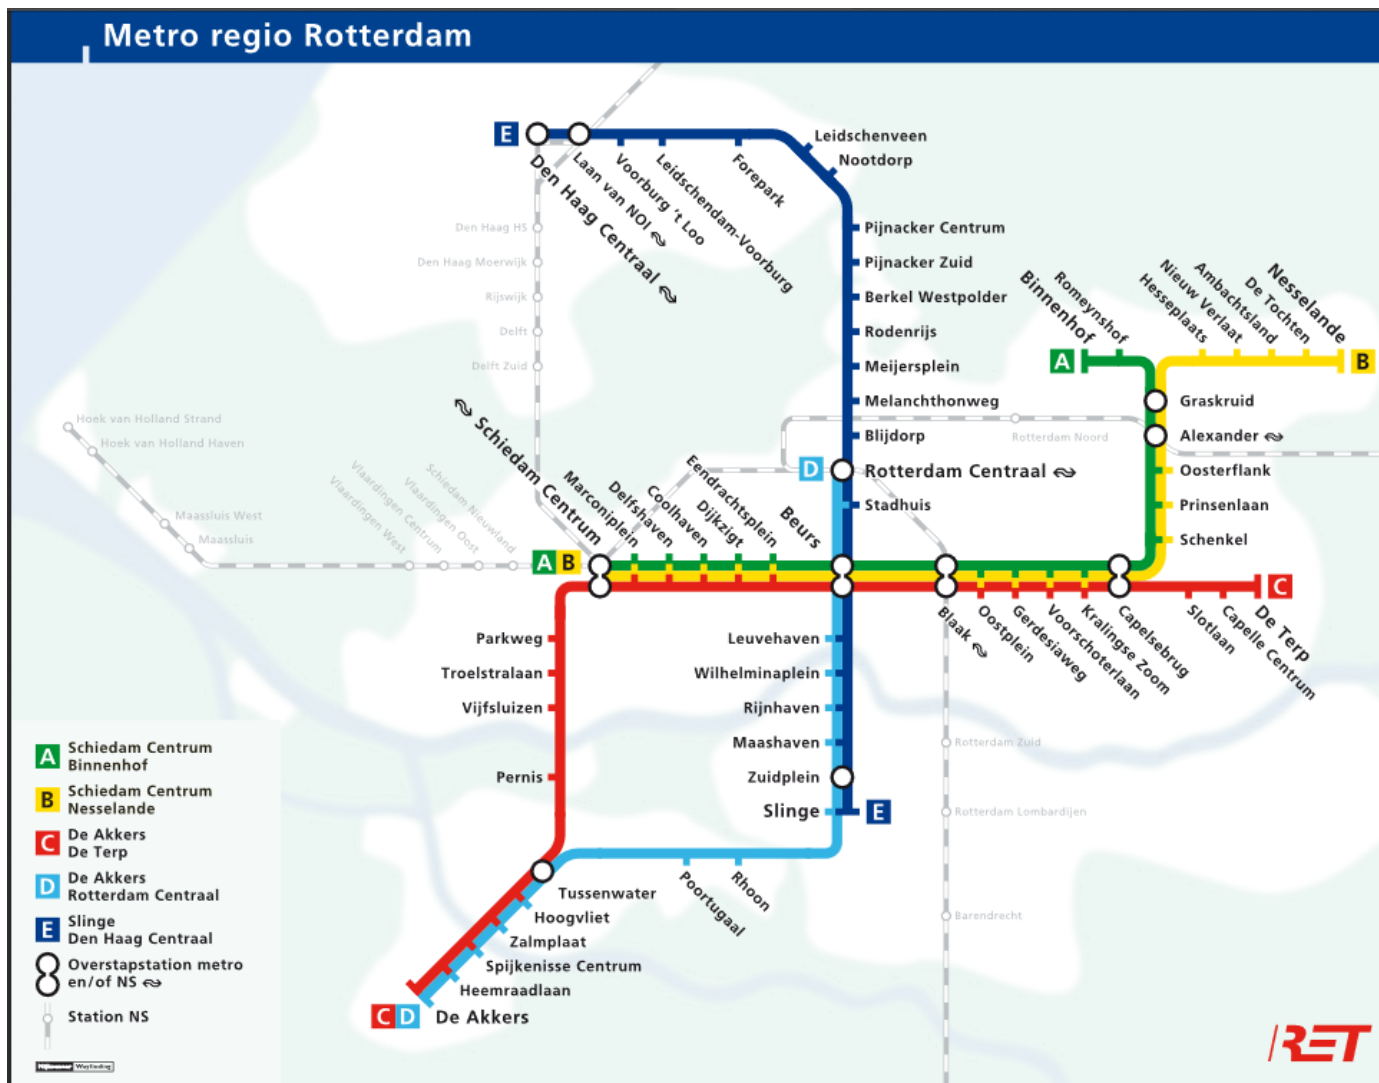 Metro regio Rotterdam
E
Leidschenveen
Nootdorp
Den Haag Centraal
Laan van NOI
Voorburg 't Loo
Leidschendam-Voorburg
Forepark
Den Haag HS
Den Haag Moerwijk
Rijswijk
Delft
Delft Zuid
Pijnacker Centrum
Pijnacker Zuid
Berkel Westpolder
Rodenrijs
Meijersplein
Melanchthonweg
Blijdorp
D
Rotterdam Centraal
Stadhuis
Binnenhof
Romeynshof
Hesseplaats
Nieuw Verlaat
Ambachtsland
De Tochten
Nesselande
A
B
Graskruid
Alexander
Oosterflank
Prinsenlaan
Schenkel
Rotterdam Noord
Hoek van Holland Strand
Hoek van Holland Haven
Maassluis West
Maassluis
Vlaardingen West
Vlaardingen Centrum
Vlaardingen Oost
Schiedam Nieuwland
Schiedam Centrum
Marconiplein
Delfshaven
Coolhaven
Dijkzigt
Eendrachtsplein
Beurs
A B
C
Blaak
Oostplein
Gerdesiaweg
Voorschoterlaan
Kralingse Zoom
Capelsebrug
Slotlaan
Capelle Centrum
De Terp
Parkweg
Troelstralaan
Vijfsluizen
Pernis
Leuvehaven
Wilhelminaplein
Rijnhaven
Maashaven
Zuidplein
Slinge
E
Rotterdam Zuid
Rotterdam Lombardijen
Barendrecht
Tussenwater
Hoogvliet
Zalmplaat
Spijkenisse Centrum
Heemraadlaan
De Akkers
C D
Poortugaal
Rhoon
A
Schiedam Centrum
Binnenhof
B
Schiedam Centrum
Nesselande
C
De Akkers
De Terp
D
De Akkers
Rotterdam Centraal
E
Slinge
Den Haag Centraal
Overstapstation metro
en/of NS
Station NS
RET